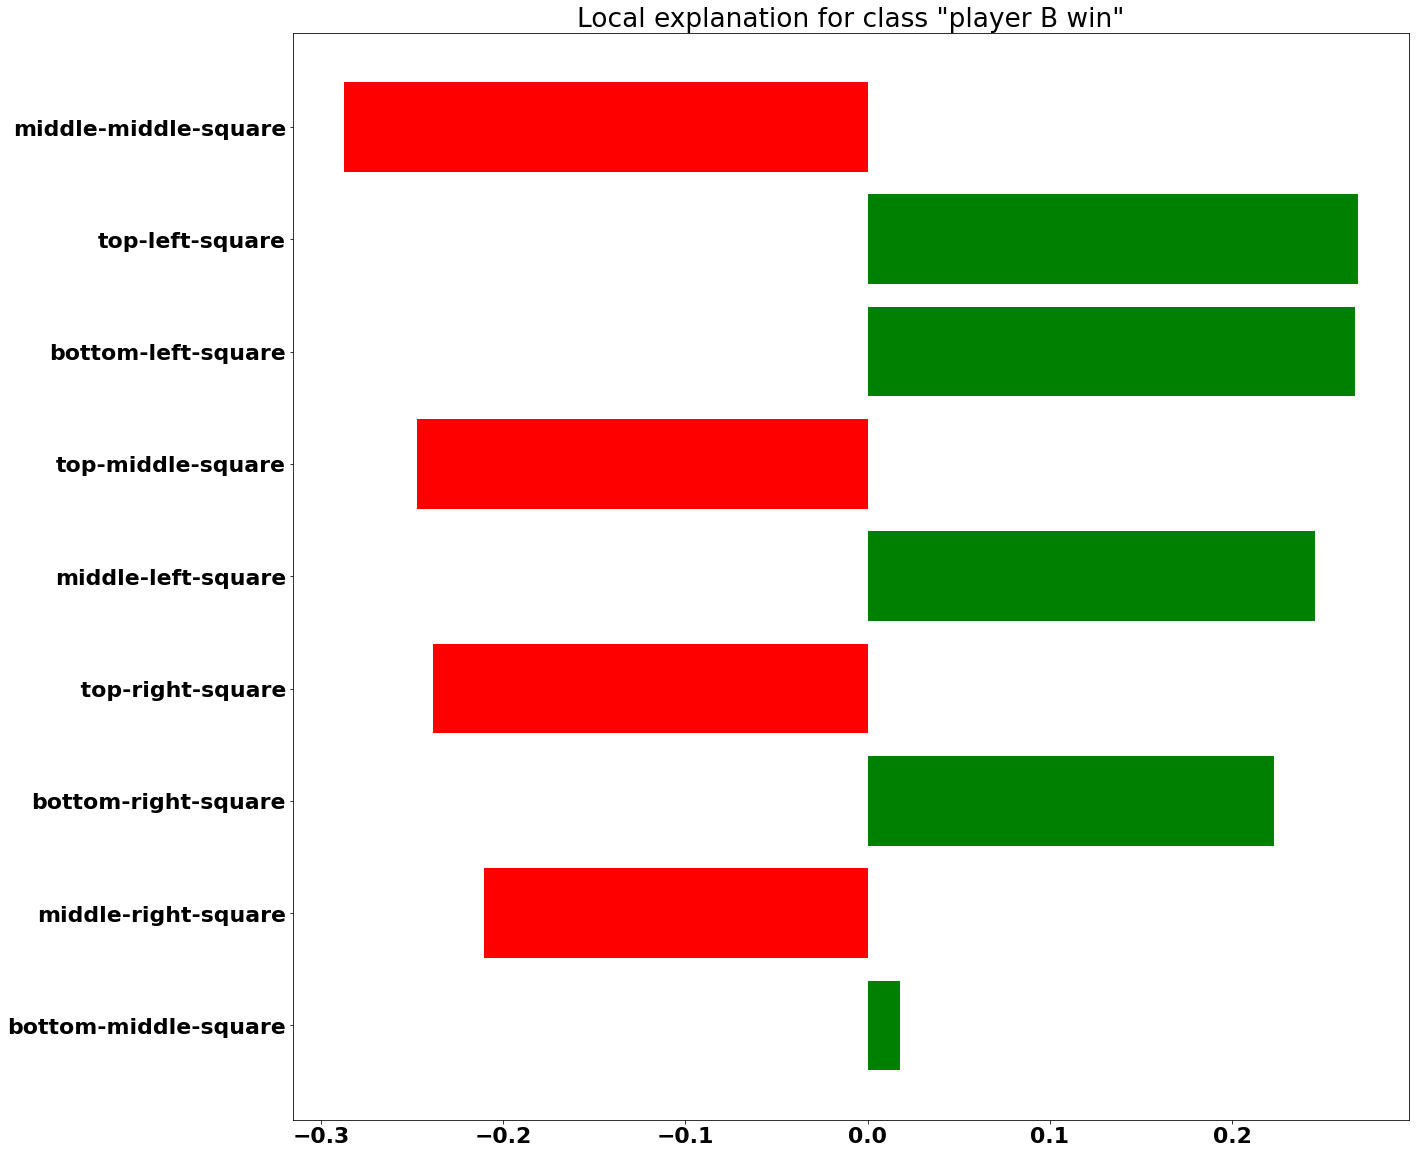 Local explanation for class "player B win"
middle-middle-square
top-left-square
bottom-left-square
top-middle-square
middle-left-square
top-right-square
bottom-right-square
middle-right-square
bottom-middle-square
−0.3 −0.2 −0.1 0.0 0.1 0.2